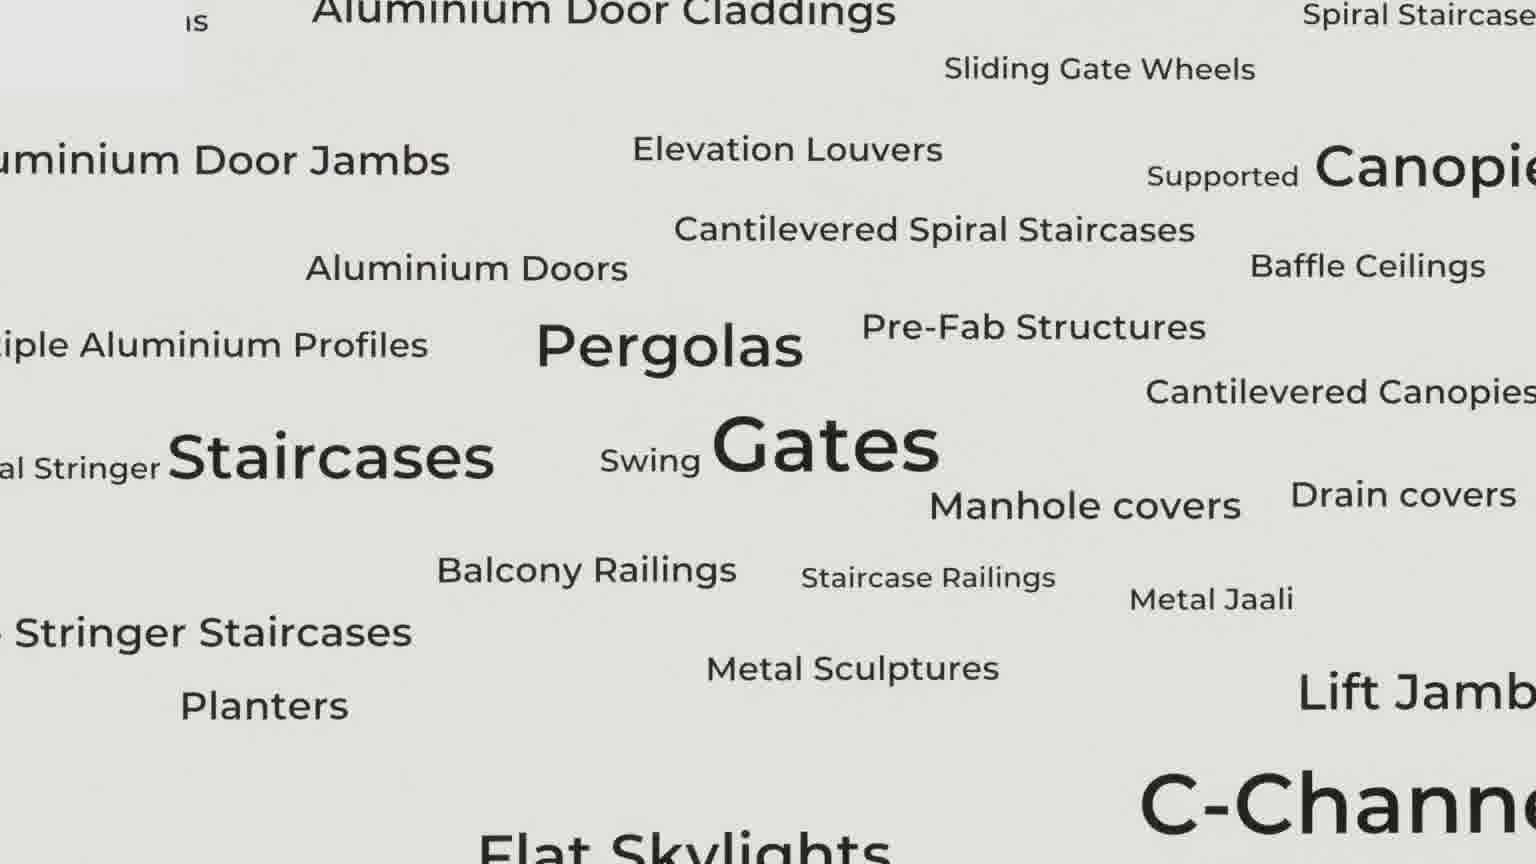 Aluminium Door Claddings
Spiral Staircase
Sliding Gate Wheels
Elevation Louvers
uminium Door Jambs
Supported Canopie
Cantilevered Spiral Staircases
Aluminium Doors
Baffle Ceilings
Pre-Fab Structures
tiple Aluminium Profiles
Pergolas
Cantilevered Canopies
Swing Gates
al Stringer Staircases
Drain covers
Manhole covers
Balcony Railings
Staircase Railings
Metal Jaali
Stringer Staircases
Metal Sculptures
Lift Jamb
Planters
C-Channe
Flat Skylights